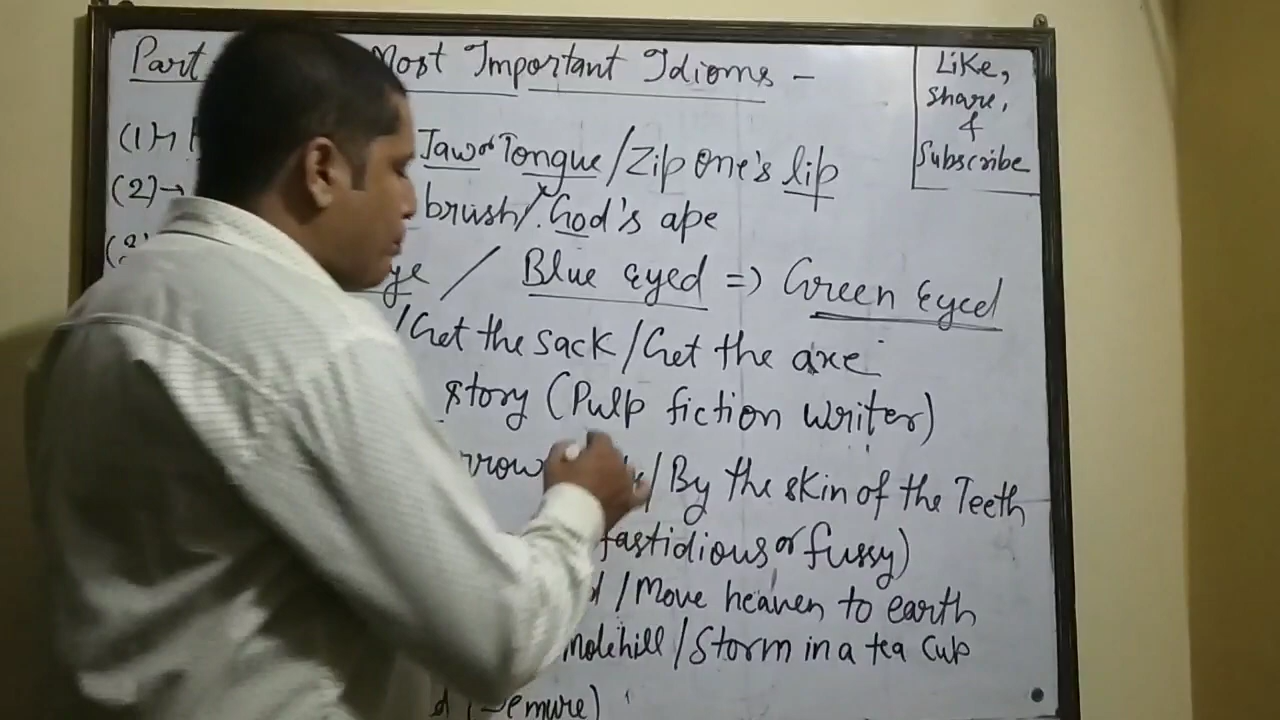 Part Most Important Idioms -
Like,
Share,
&
Subscribe
(1)→ Jaw or Tongue / Zip one's lip
(2)→ brush / God's ape
(3) / Blue eyed => Green Eyed
/ Get the sack / Get the axe
story (Pulp fiction writer)
/ By the skin of the Teeth
fastidious or fussy)
/ Move heaven to earth
molehill / Storm in a tea Cup